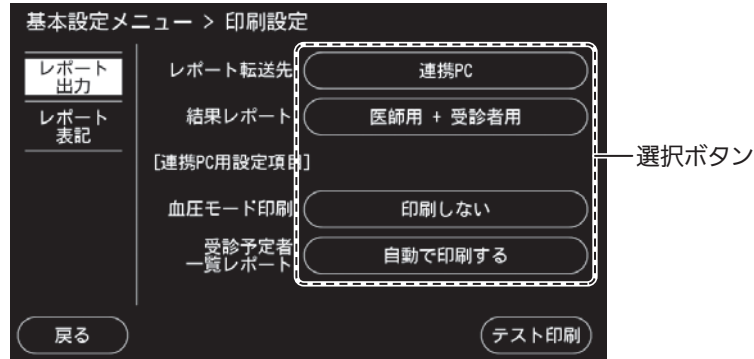 基本設定メニュー > 印刷設定
レポート
出力
レポート
表記
レポート転送先
連携PC
結果レポート
医師用 + 受診者用
[連携PC用設定項目]
血圧モード印刷
印刷しない
受診予定者
一覧レポート
自動で印刷する
選択ボタン
戻る
テスト印刷